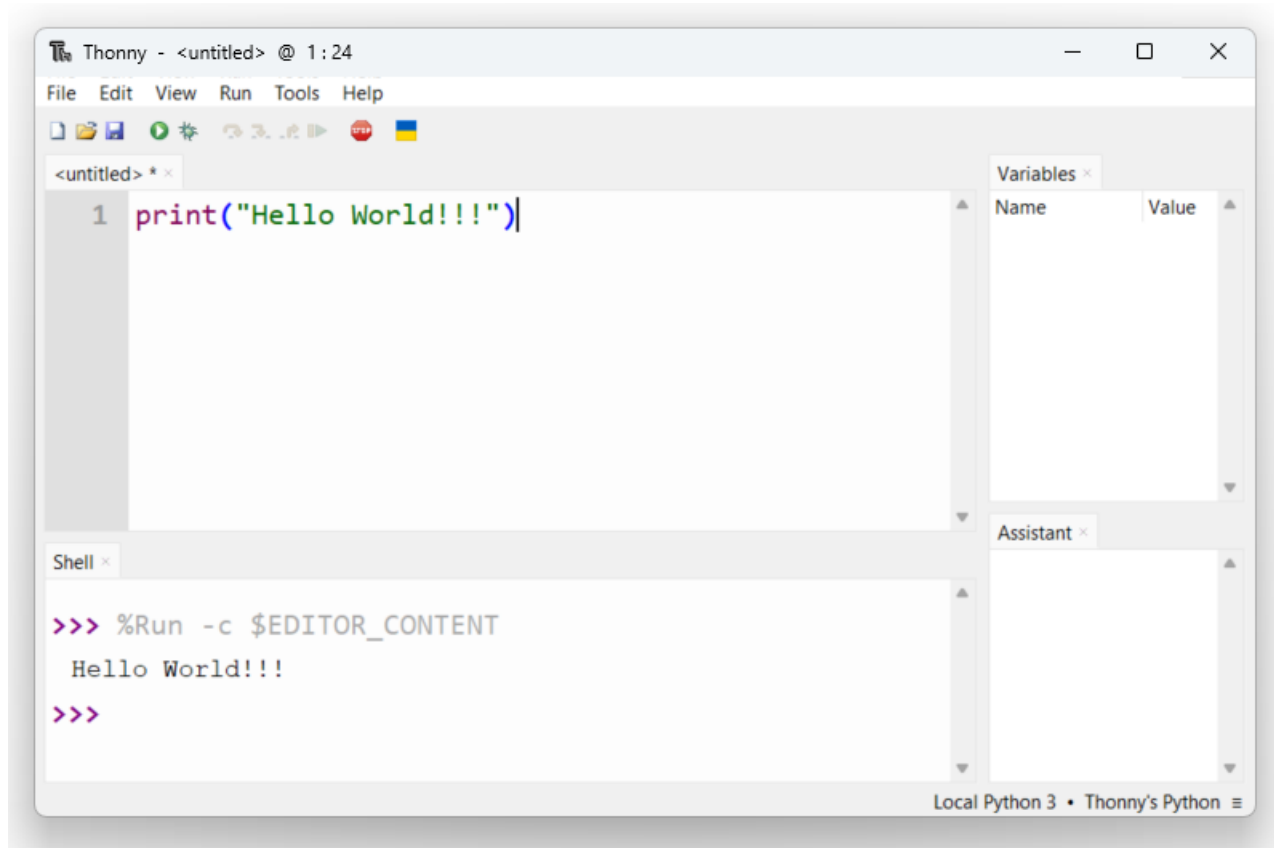 Thonny - <untitled> @ 1:24
File Edit View Run Tools Help
STOP
<untitled> * ×
1 print("Hello World!!!")
Variables ×
Name Value
Shell ×
>>> %Run -c $EDITOR_CONTENT
Hello World!!!
>>>
Assistant ×
Local Python 3 • Thonny's Python ≡